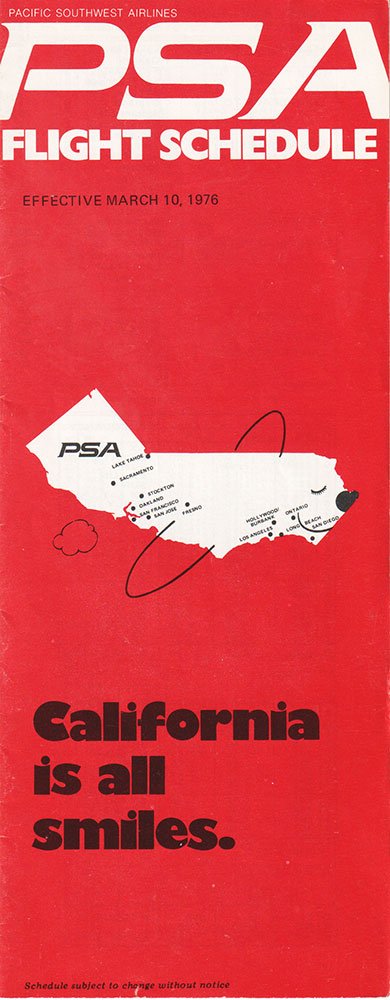 PACIFIC SOUTHWEST AIRLINES
PSA
FLIGHT SCHEDULE
EFFECTIVE MARCH 10, 1976
PSA
LAKE TAHOE
SACRAMENTO
STOCKTON
OAKLAND
SAN FRANCISCO
SAN JOSE
FRESNO
HOLLYWOOD/
BURBANK
ONTARIO
LOS ANGELES
LONG BEACH
SAN DIEGO
California
is all
smiles.
Schedule subject to change without notice